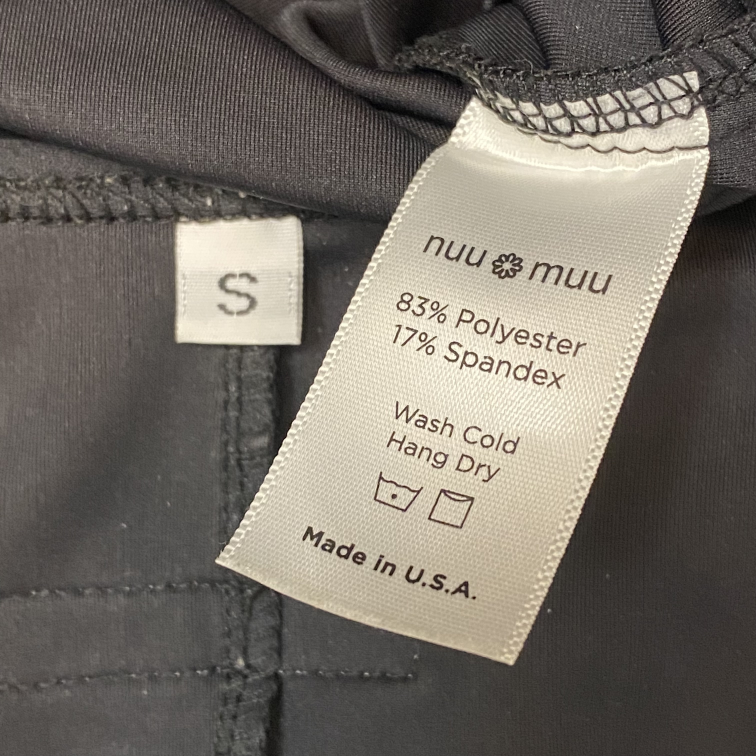 S
nuu muu
83% Polyester
17% Spandex
Wash Cold
Hang Dry
Made in U.S.A.